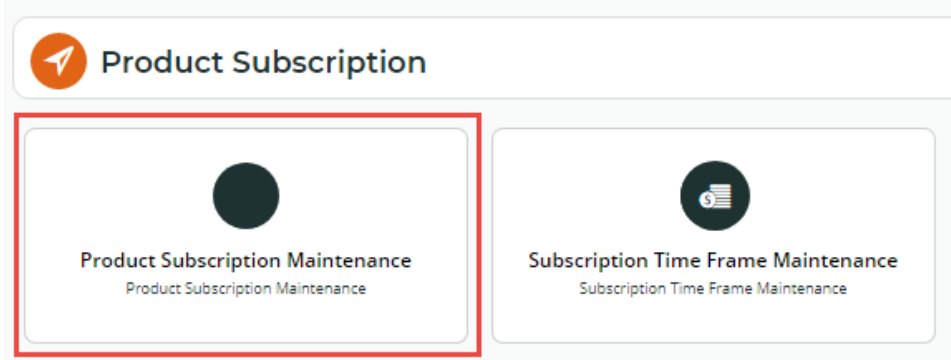 Product Subscription
Product Subscription Maintenance
Product Subscription Maintenance
Subscription Time Frame Maintenance
Subscription Time Frame Maintenance